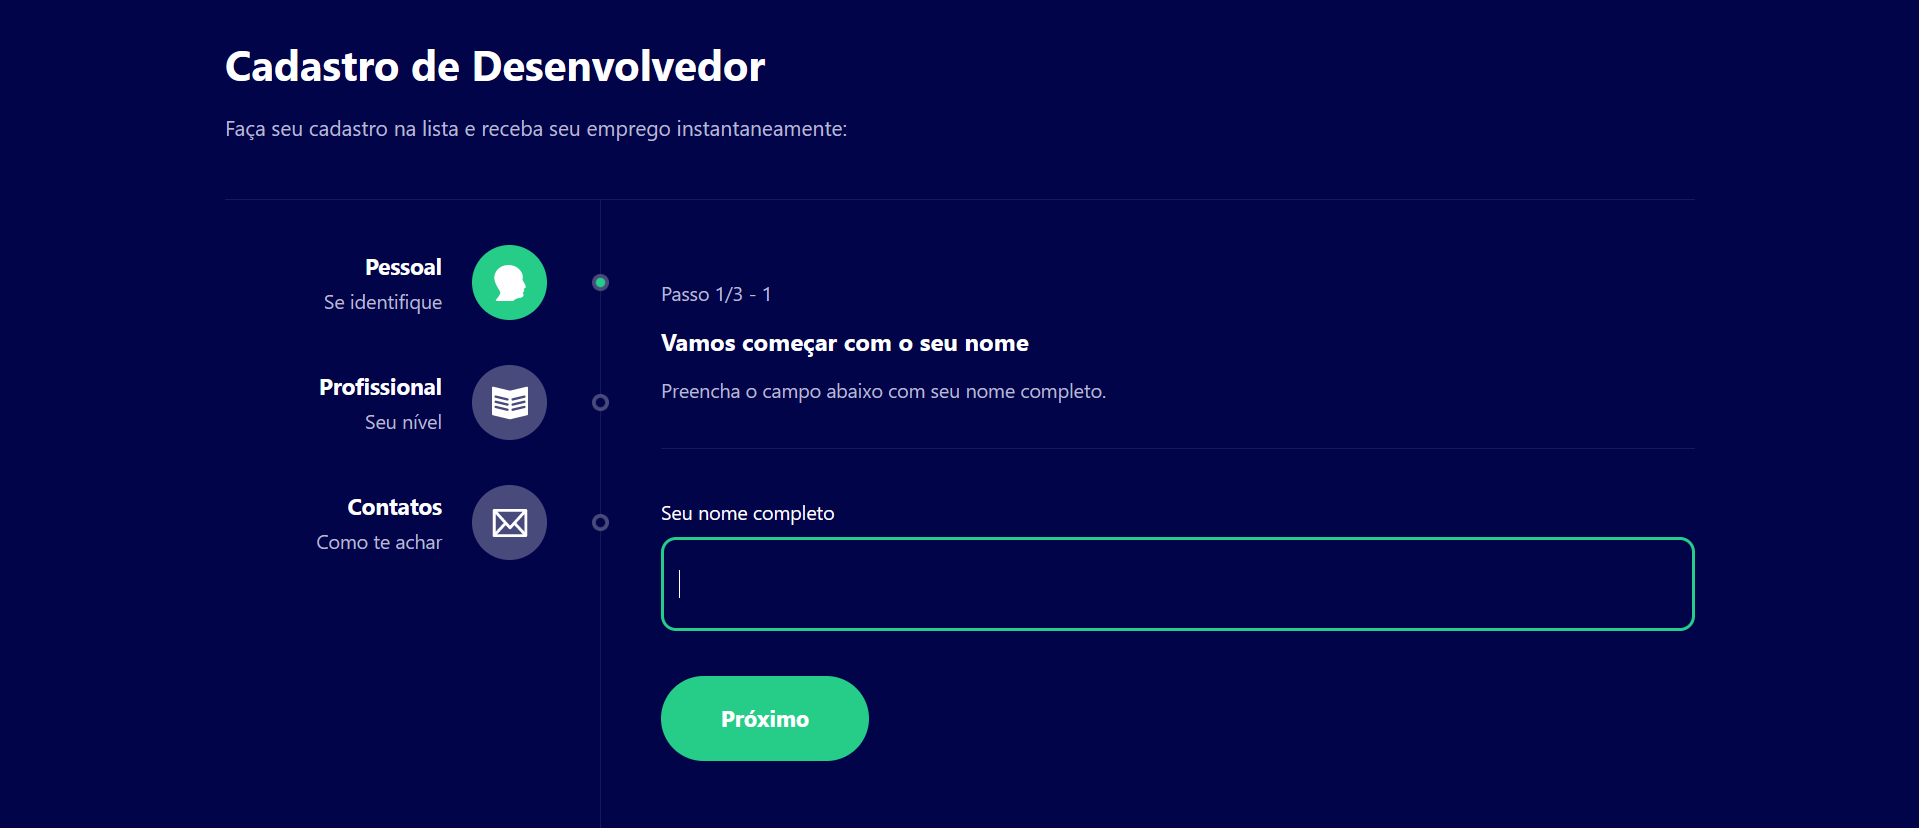 Cadastro de Desenvolvedor
Faça seu cadastro na lista e receba seu emprego instantaneamente:
Pessoal
Se identifique
Profissional
Seu nível
Contatos
Como te achar
Passo 1/3 - 1
Vamos começar com o seu nome
Preencha o campo abaixo com seu nome completo.
Seu nome completo
Próximo